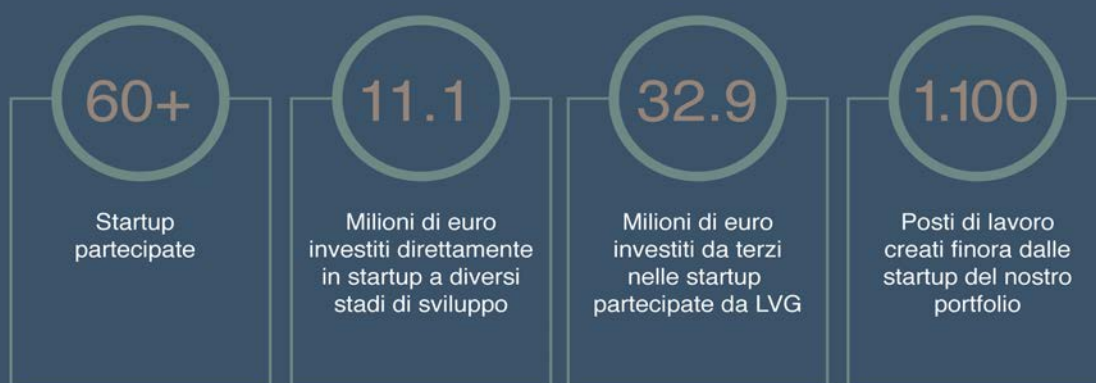 60+
Startup
partecipate
11.1
Milioni di euro
investiti direttamente
in startup a diversi
stadi di sviluppo
32.9
Milioni di euro
investiti da terzi
nelle startup
partecipate da LVG
1.100
Posti di lavoro
creati finora dalle
startup del nostro
portfolio